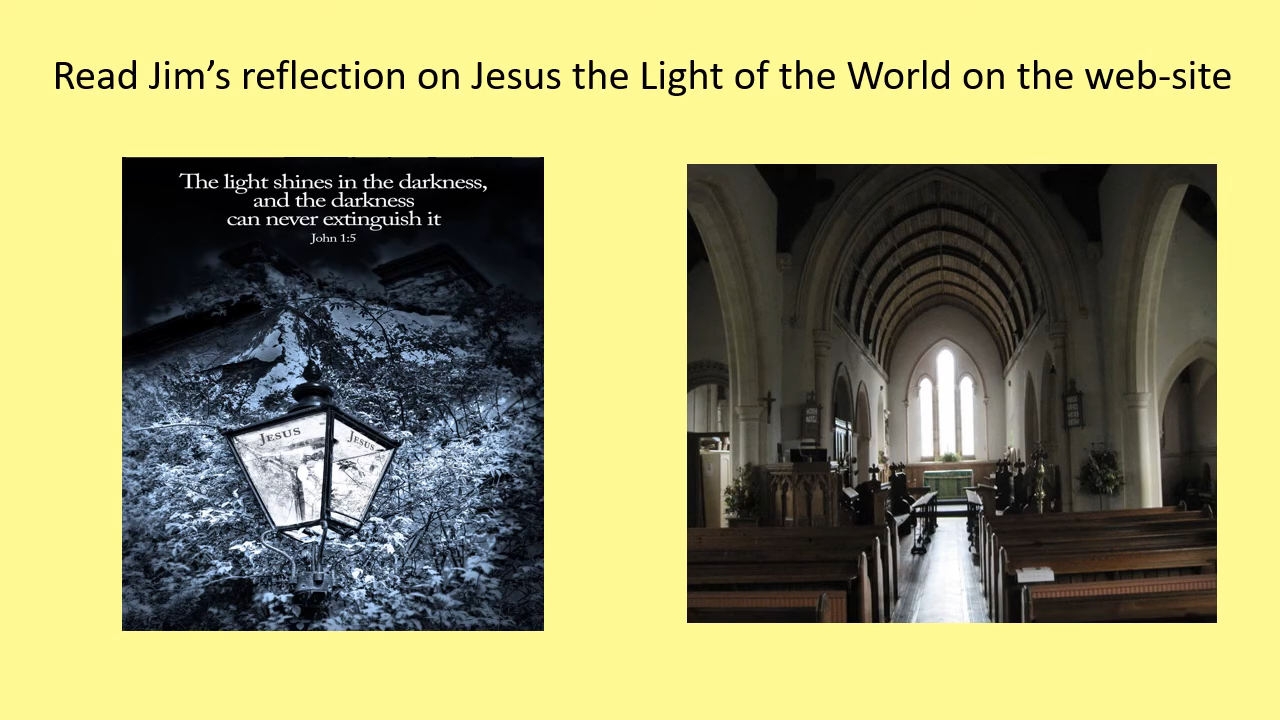 Read Jim’s reflection on Jesus the Light of the World on the web-site
The light shines in the darkness,
and the darkness
can never extinguish it
John 1:5
JESUS
JESUS